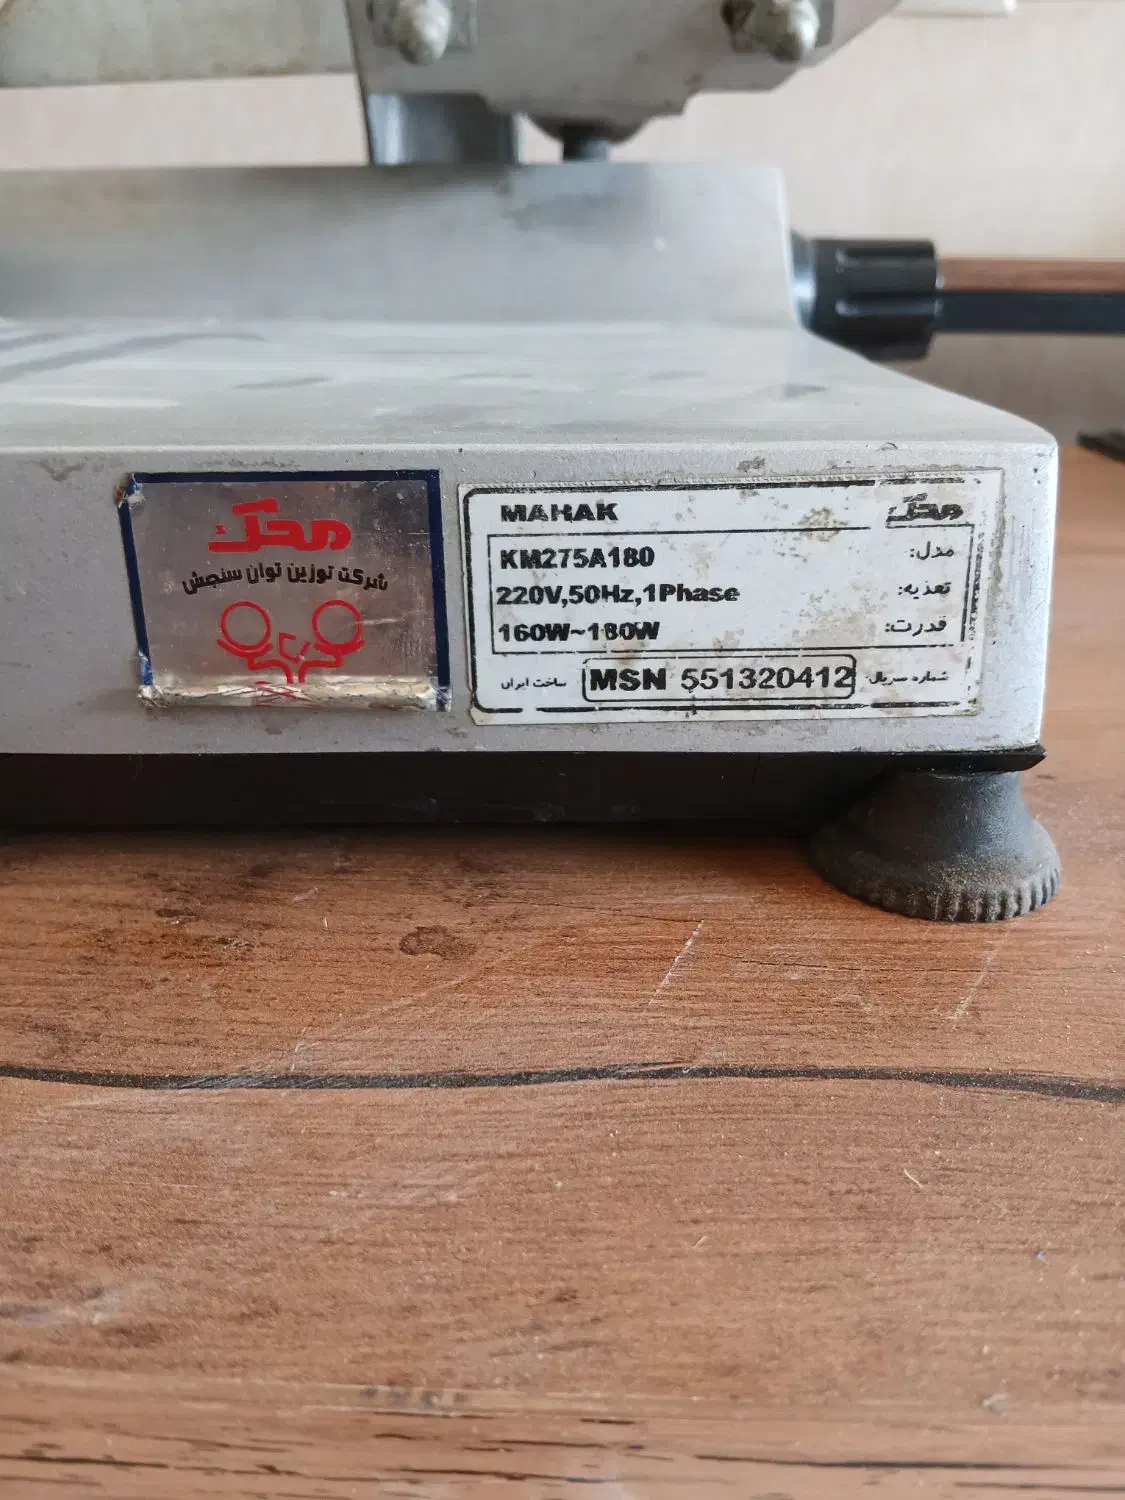 محک
شرکت توزین توان سنجش
MAHAK محک
مدل: KM275A180
تغذیه: 220V,50Hz,1Phase
قدرت: 160W~180W
شماره سریال: MSN 551320412 ساخت ایران